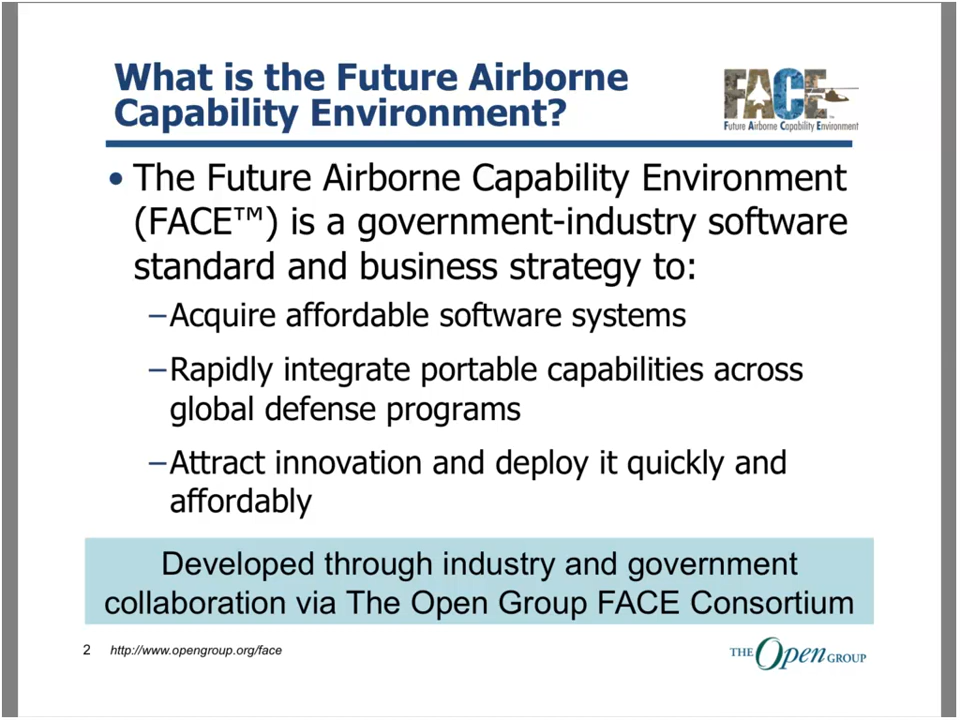 What is the Future Airborne
Capability Environment?
FACE™
Future Airborne Capability Environment
• The Future Airborne Capability Environment
(FACE™) is a government-industry software
standard and business strategy to:
–Acquire affordable software systems
–Rapidly integrate portable capabilities across
global defense programs
–Attract innovation and deploy it quickly and
affordably
Developed through industry and government
collaboration via The Open Group FACE Consortium
2 http://www.opengroup.org/face
THE Open GROUP